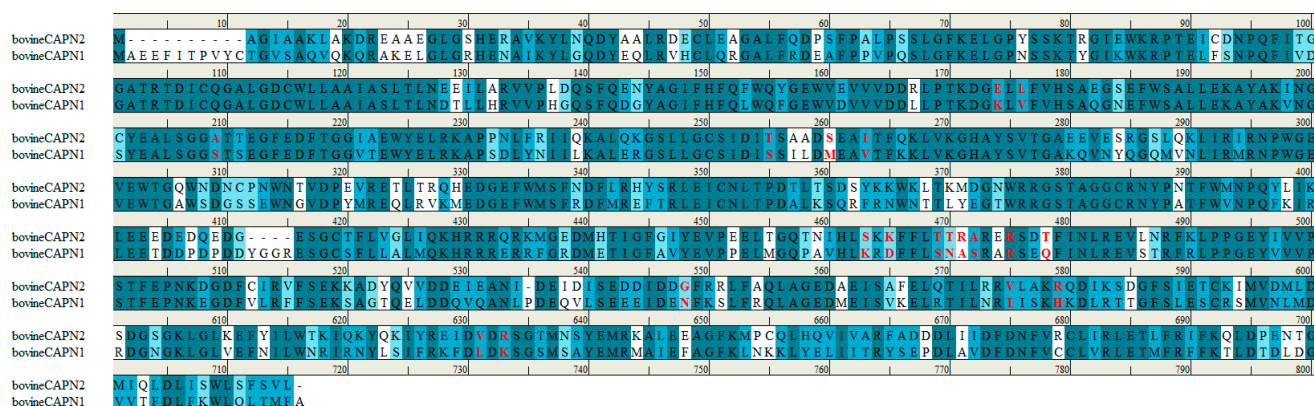 10 20 30 40 50 60 70 80 90 100
bovineCAPN2 M----------AGIAAKLAKDREAAEGLGSHERAVKYLNQDYAALRDECLEAGALFQDPSFPALPSSLGFKELGPYSSKTRGIEWKRPTEICDNPQFITG
bovineCAPN1 MAEEFITPVYCTGVSAQVQKQRAKELGLGRHENAIKYLGQDYEQLRVHCLQRGALFRDEAFPPVPQSLGFKELGPNSSKTYGIKWKRPTELFSNPQFIVD
110 120 130 140 150 160 170 180 190 200
bovineCAPN2 GATRTDICQGALGDCWLLAAIASLTLNEEILARVVPLDQSFQENYAGIFHFQFWQYGEWVEVVVDDRLPTKDGELLFVHSAEGSEFWSALLEKAYAKING
bovineCAPN1 GATRTDICQGALGDCWLLAAIASLTLNDTLLHRVVPHGQSFQDGYAGIFHFQLWQFGEWVDVVVDDLLPTKDGKLVFVHSAQGNEFWSALLEKAYAKVNG
210 220 230 240 250 260 270 280 290 300
bovineCAPN2 CYEALSGGATTEGFEDFTGGIAEWYELRKAPPNLFRIIQKALQKGSLLGCSIDITSAADSEAITFQKLVKGHAYSVTGAEEVESRGSLQKLIRIRNPWGE
bovineCAPN1 SYEALSGGSTSEGFEDFTGGVTEWYELRKAPSDLYNIILKALERGSLLGCSIDISSILDMEAVTFKKLVKGHAYSVTGAKQVNYQGQMVNLIRMRNPWGE
310 320 330 340 350 360 370 380 390 400
bovineCAPN2 VEWTGQWNDNCPNWNTVDPEVRETLTRQHEDGEFWMSFNDFLRHYSRLEICNLTPDTLTSDSYKKWKLTKMDGNWRRGSTAGGCRNYPNTFWMNPQYLIK
bovineCAPN1 VEWTGAWSDGSSEWNGVDPYMREQLRVKMEDGEFWMSFRDFMREFTRLEICNLTPDALKSQRFRNWNTTLYEGTWRRGSTAGGCRNYPATFWVNPQFKIR
410 420 430 440 450 460 470 480 490 500
bovineCAPN2 LEEEDEDQEDG----ESGCTFLVGLIQKHRRRQRKMGEDMHTIGFGIYEVPEELTGQTNIHLSKKFFLTTRARERSDTFINLREVLNRFKLPPGEYIVVP
bovineCAPN1 LEETDDPDPDDYGGRESGCSFLLALMQKHRRRERRFGRDMETIGFAVYEVPPELMGQPAVHLKRDFFLSNASRARSEQFINLREVSTRFRLPPGEYVVVP
510 520 530 540 550 560 570 580 590 600
bovineCAPN2 STFEPNKDGDFCIRVFSEKKADYQVVDDEIEANI-DEIDISEDDIDDGFRRLFAQLAGEDAEISAFELQTILRRVLAKRQDIKSDGFSIETCKIMVDMLD
bovineCAPN1 STFEPNKEGDFVLRFFSEKSAGTQELDDQVQANLPDEQVLSEEEIDENFKSLFRQLAGEDMEISVKELRTILNRIISKHKDLRTTGFSLESCRSMVNLMD
610 620 630 640 650 660 670 680 690 700
bovineCAPN2 SDGSGKLGLKEFYILWTKIQKYQKIYREIDVDRSGTMNSYEMRKALEEAGFKMPCQLHQVIVARFADDDLIIDFDNFVRCLIRLETLFRIFKQLDPENTG
bovineCAPN1 RDGNGKLGLVEFNILWNRIRNYLSIFRKFDLDKSGSMSAYEMRMAIEFAGFKLNKKLYELIITRYSEPDLAVDFDNFVCCLVRLETMFRFFKTLDTDLDG
710 720 730 740 750 760 770 780 790 800
bovineCAPN2 MIQLDLISWLSFSVL-
bovineCAPN1 VVTFDLFKWLQLTMFA